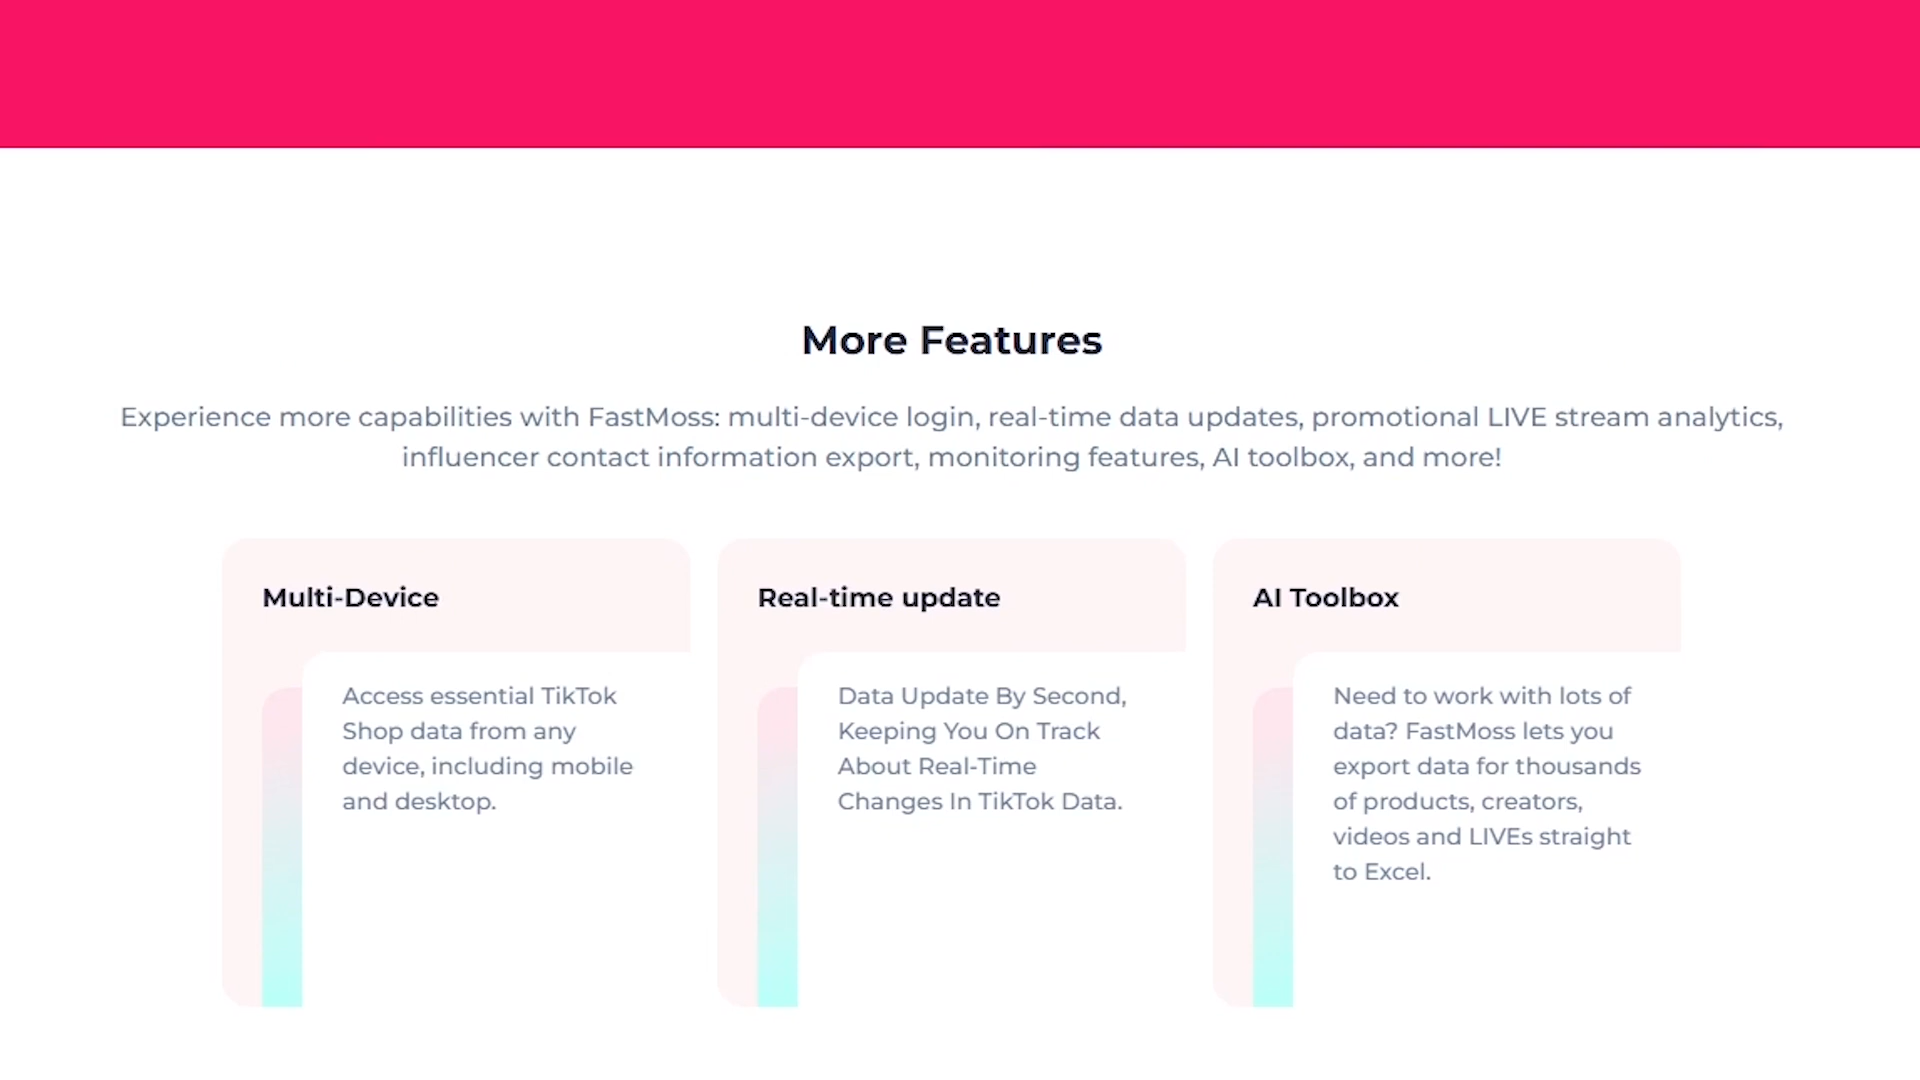 More Features
Experience more capabilities with FastMoss: multi-device login, real-time data updates, promotional LIVE stream analytics,
influencer contact information export, monitoring features, AI toolbox, and more!
Multi-Device
Access essential TikTok
Shop data from any
device, including mobile
and desktop.
Real-time update
Data Update By Second,
Keeping You On Track
About Real-Time
Changes In TikTok Data.
AI Toolbox
Need to work with lots of
data? FastMoss lets you
export data for thousands
of products, creators,
videos and LIVEs straight
to Excel.